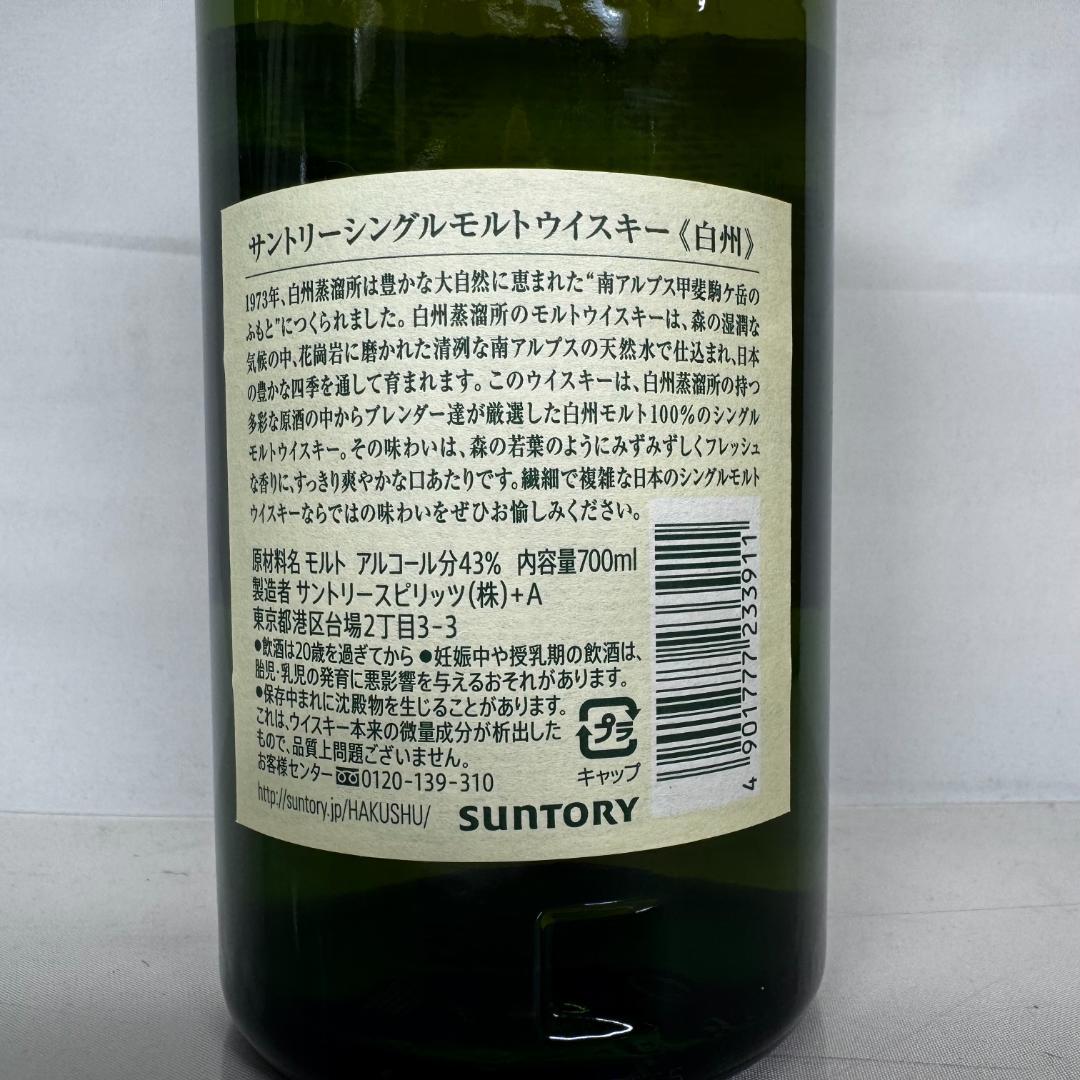 サントリーシングルモルトウイスキー《白州》
1973年、白州蒸溜所は豊かな大自然に恵まれた“南アルプス甲斐駒ケ岳の
ふもと”につくられました。白州蒸溜所のモルトウイスキーは、森の湿潤な
気候の中、花崗岩に磨かれた清冽な南アルプスの天然水で仕込まれ、日本
の豊かな四季を通して育まれます。このウイスキーは、白州蒸溜所の持つ
多彩な原酒の中からブレンダー達が厳選した白州モルト100%のシングル
モルトウイスキー。その味わいは、森の若葉のようにみずみずしくフレッシュ
な香りに、すっきり爽やかな口あたりです。繊細で複雑な日本のシングルモルト
ウイスキーならではの味わいをぜひお愉しみください。
原材料名 モルト アルコール分43% 内容量700ml
製造者 サントリースピリッツ(株)+A
東京都港区台場2丁目3-3
●飲酒は20歳を過ぎてから ●妊娠中や授乳期の飲酒は、
胎児・乳児の発育に悪影響を与えるおそれがあります。
●保存中まれに沈殿物を生じることがあります。
これは、ウイスキー本来の微量成分が析出した
もので、品質上問題ございません。
お客様センター 0120-139-310
http://suntory.jp/HAKUSHU/
SUNTORY
プラ
キャップ
4 901777 233911